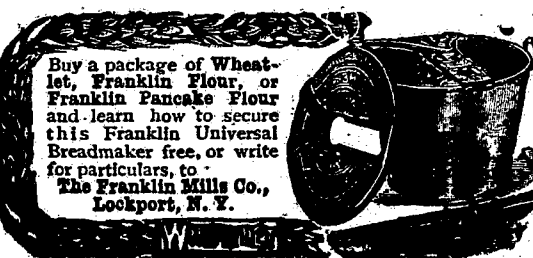 Buy a package of Wheat-
let, Franklin Flour, or
Franklin Pancake Flour
and learn how to secure
this Franklin Universal
Breadmaker free, or write
for particulars, to
The Franklin Mills Co.,
Lockport, N. Y.